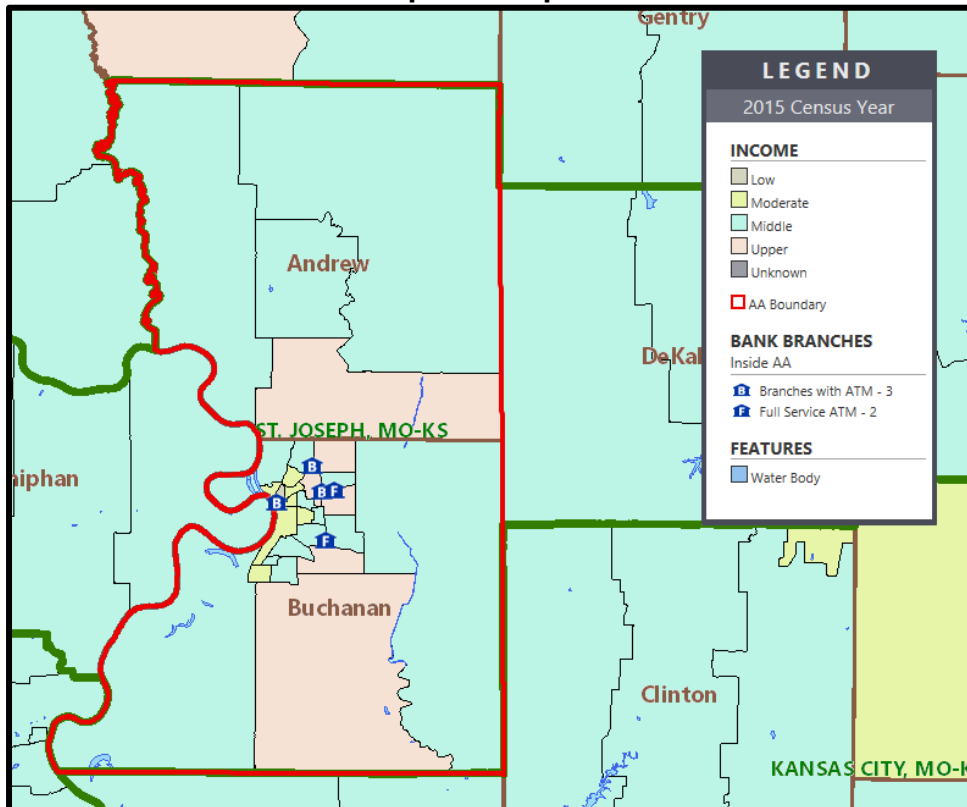 Gentry
LEGEND
2015 Census Year
INCOME
Low
Moderate
Middle
Upper
Unknown
AA Boundary
BANK BRANCHES
Inside AA
B Branches with ATM - 3
F Full Service ATM - 2
FEATURES
Water Body
Andrew
DeKal
ST. JOSEPH, MO-KS
niphan
B
B F
B
F
Buchanan
Clinton
KANSAS CITY, MO-K